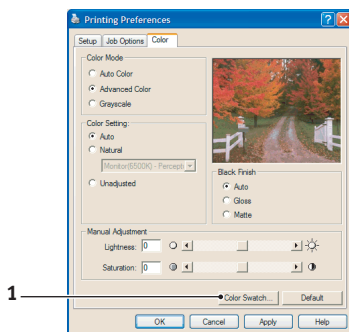 Printing Preferences
Setup Job Options Color
Color Mode
Auto Color
Advanced Color
Grayscale
Color Setting:
Auto
Natural
Monitor(6500K) - Percepti
Unadjusted
Black Finish
Auto
Gloss
Matte
Manual Adjustment
Lightness: 0
Saturation: 0
1
Color Swatch... Default
OK Cancel Apply Help